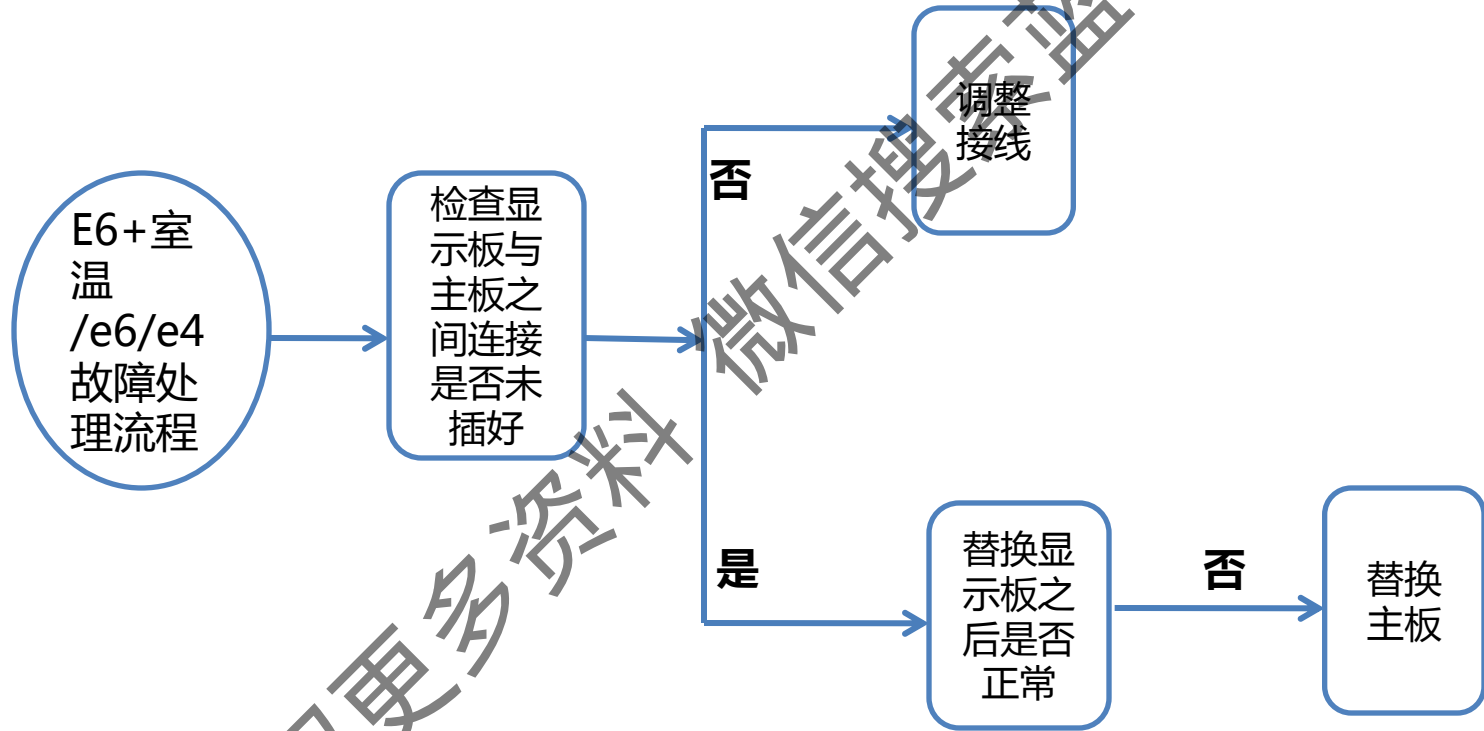 E6+室
温
/e6/e4
故障处
理流程
检查显
示板与
主板之
间连接
是否未
插好
否
调整
接线
是
替换显
示板之
后是否
正常
否
替换
主板
更多资料 微信搜索蓝